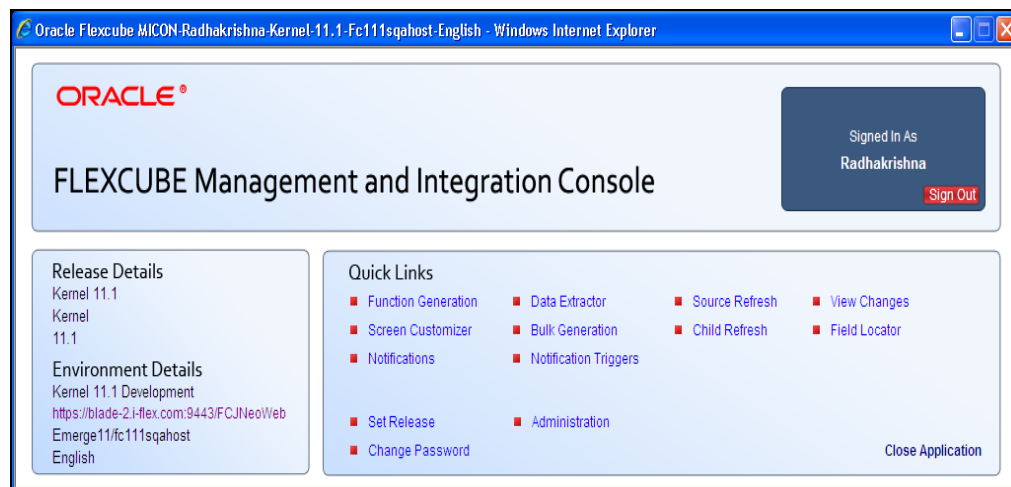 Oracle Flexcube MICON-Radhakrishna-Kernel-11.1-Fc111sqahost-English - Windows Internet Explorer
ORACLE®
FLEXCUBE Management and Integration Console
Signed In As
Radhakrishna
Sign Out
Release Details
Kernel 11.1
Kernel
11.1
Environment Details
Kernel 11.1 Development
https://blade-2.i-flex.com:9443/FCJNeoWeb
Emerge11/fc111sqahost
English
Quick Links
Function Generation Data Extractor Source Refresh View Changes
Screen Customizer Bulk Generation Child Refresh Field Locator
Notifications Notification Triggers
Set Release Administration
Change Password
Close Application